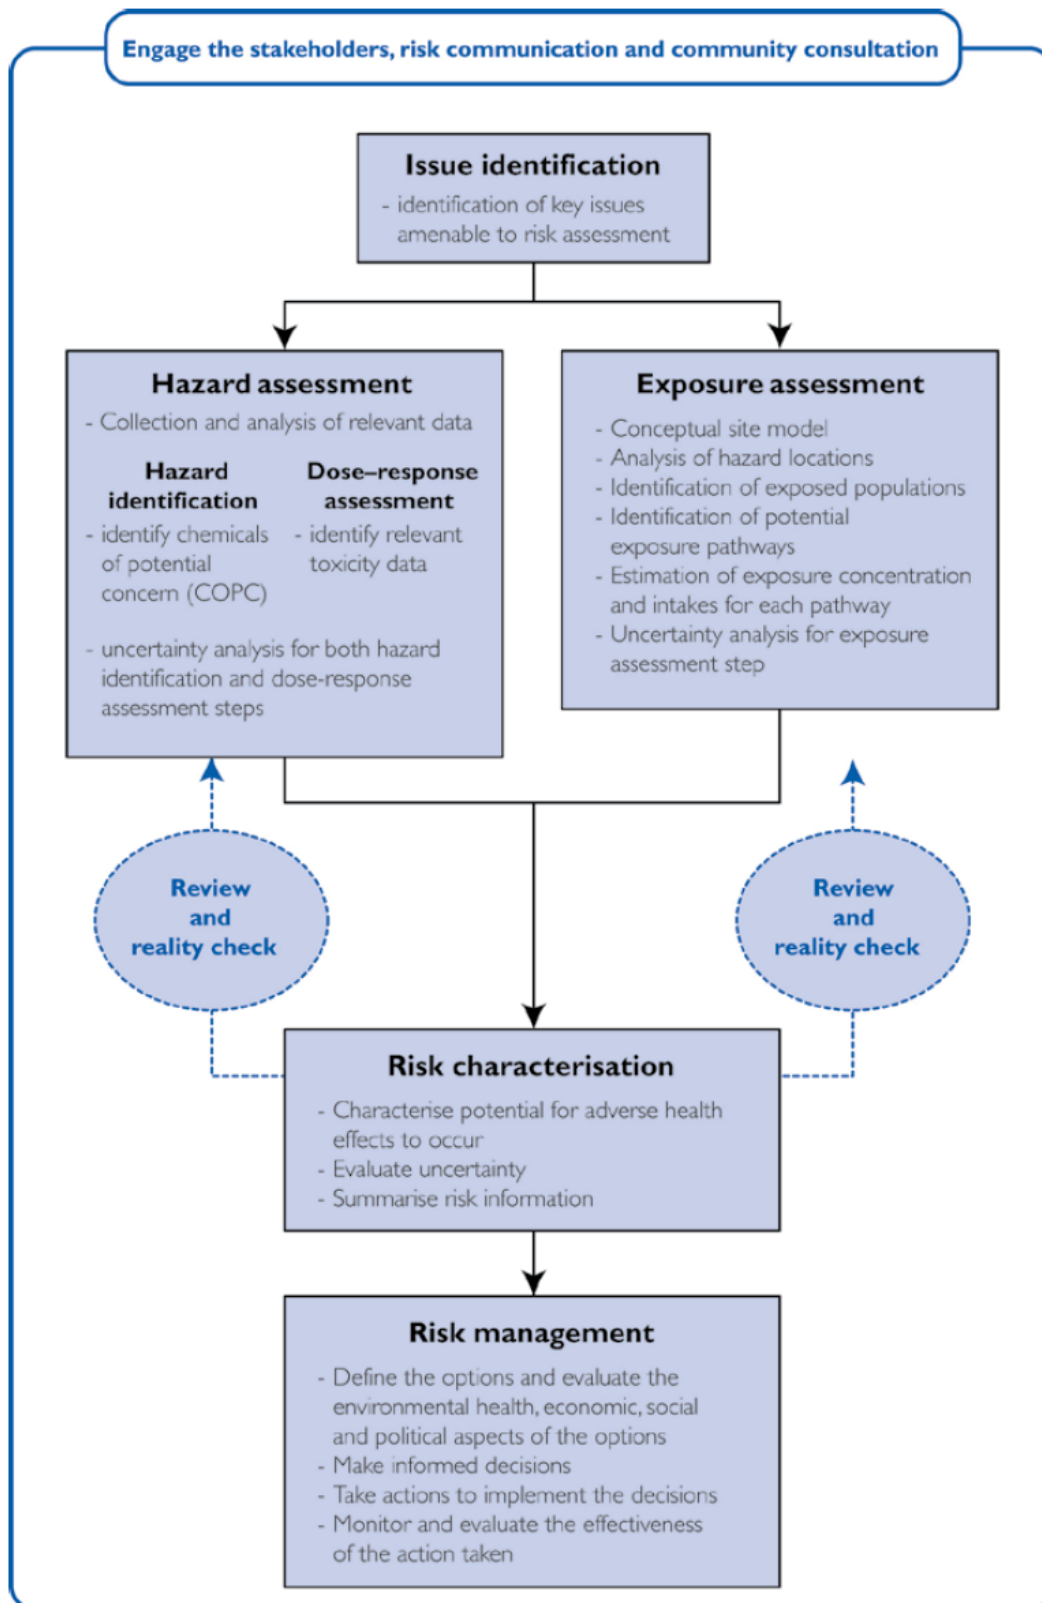 Engage the stakeholders, risk communication and community consultation
Issue identification
- identification of key issues
amenable to risk assessment
Hazard assessment
- Collection and analysis of relevant data
Hazard
identification
- identify chemicals
of potential
concern (COPC)
Dose–response
assessment
- identify relevant
toxicity data
- uncertainty analysis for both hazard
identification and dose-response
assessment steps
Exposure assessment
- Conceptual site model
- Analysis of hazard locations
- Identification of exposed populations
- Identification of potential
exposure pathways
- Estimation of exposure concentration
and intakes for each pathway
- Uncertainty analysis for exposure
assessment step
Review
and
reality check
Review
and
reality check
Risk characterisation
- Characterise potential for adverse health
effects to occur
- Evaluate uncertainty
- Summarise risk information
Risk management
- Define the options and evaluate the
environmental health, economic, social
and political aspects of the options
- Make informed decisions
- Take actions to implement the decisions
- Monitor and evaluate the effectiveness
of the action taken